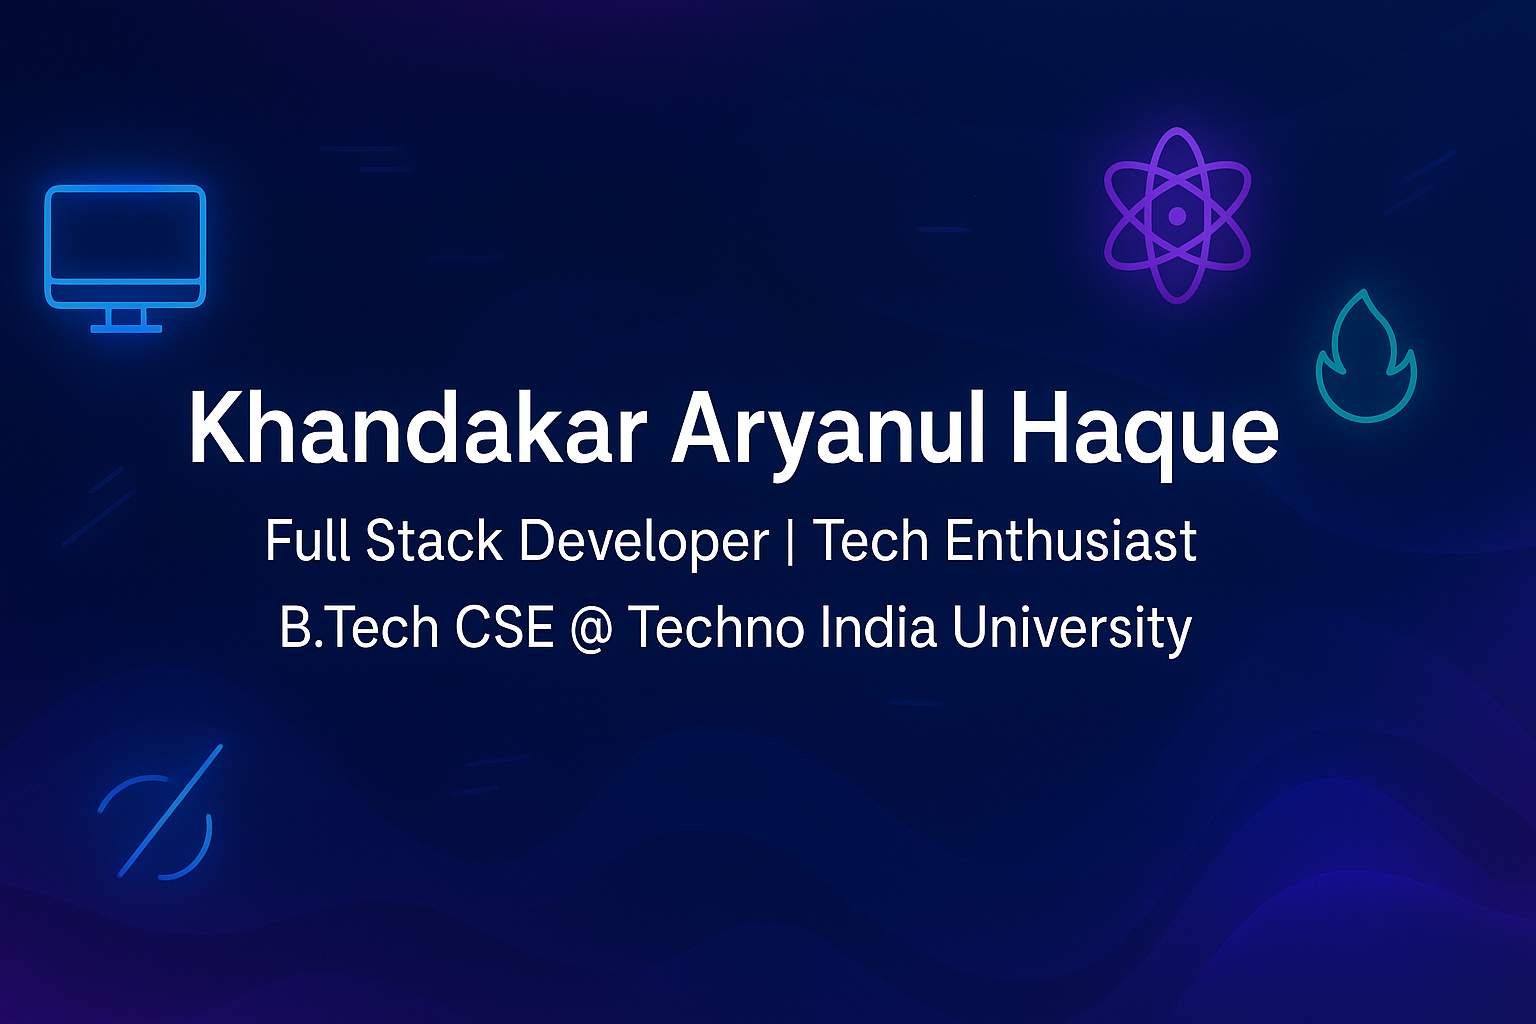 Khandakar Aryanul Haque
Full Stack Developer | Tech Enthusiast
B.Tech CSE @ Techno India University